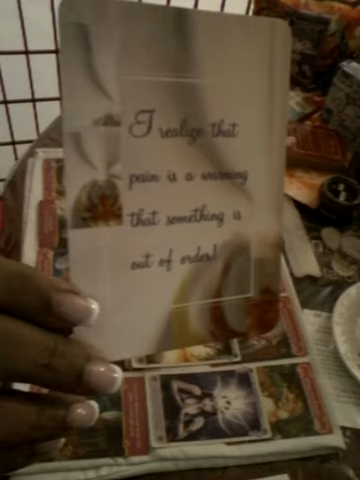 I realize that
pain is a warning
that something is
out of order!